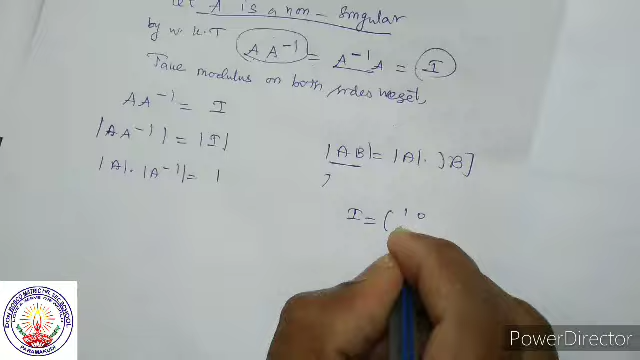 Let A is a non - singular
by w.k.T AA⁻¹ = A⁻¹A = I
Take modulus on both sides we get,
AA⁻¹ = I
|AA⁻¹| = |I|
|A|. |A⁻¹| = 1
|AB| = |A|. |B|
I = ( 1 0
PowerDirector